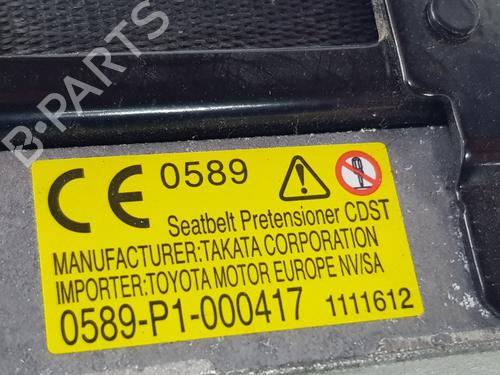 B-PARTS
CE 0589
Seatbelt Pretensioner CDST
MANUFACTURER:TAKATA CORPORATION
IMPORTER:TOYOTA MOTOR EUROPE NV/SA
0589-P1-000417 1111612